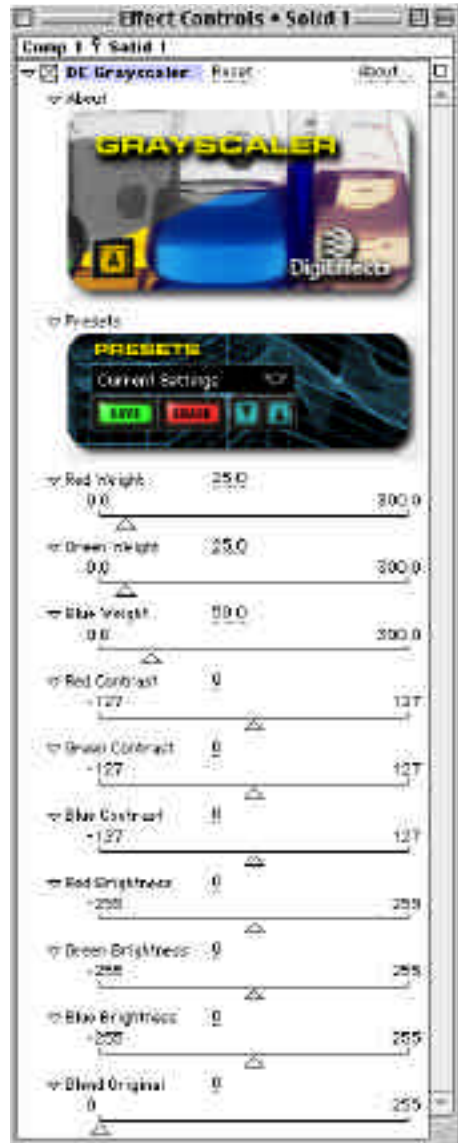 Effect Controls • Solid 1
Comp 1 Solid 1
DE Grayscaler Reset About...
About
GRAYSCALER
DigiEffects
Presets
PRESETS
Current Settings
SAVE ERASE
Red Weight 25.0
0.0 300.0
Green Weight 25.0
0.0 300.0
Blue Weight 50.0
0.0 300.0
Red Contrast 0
-127 127
Green Contrast 0
-127 127
Blue Contrast 0
-127 127
Red Brightness 0
-255 255
Green Brightness 0
-255 255
Blue Brightness 0
-255 255
Blend Original 0
0 255